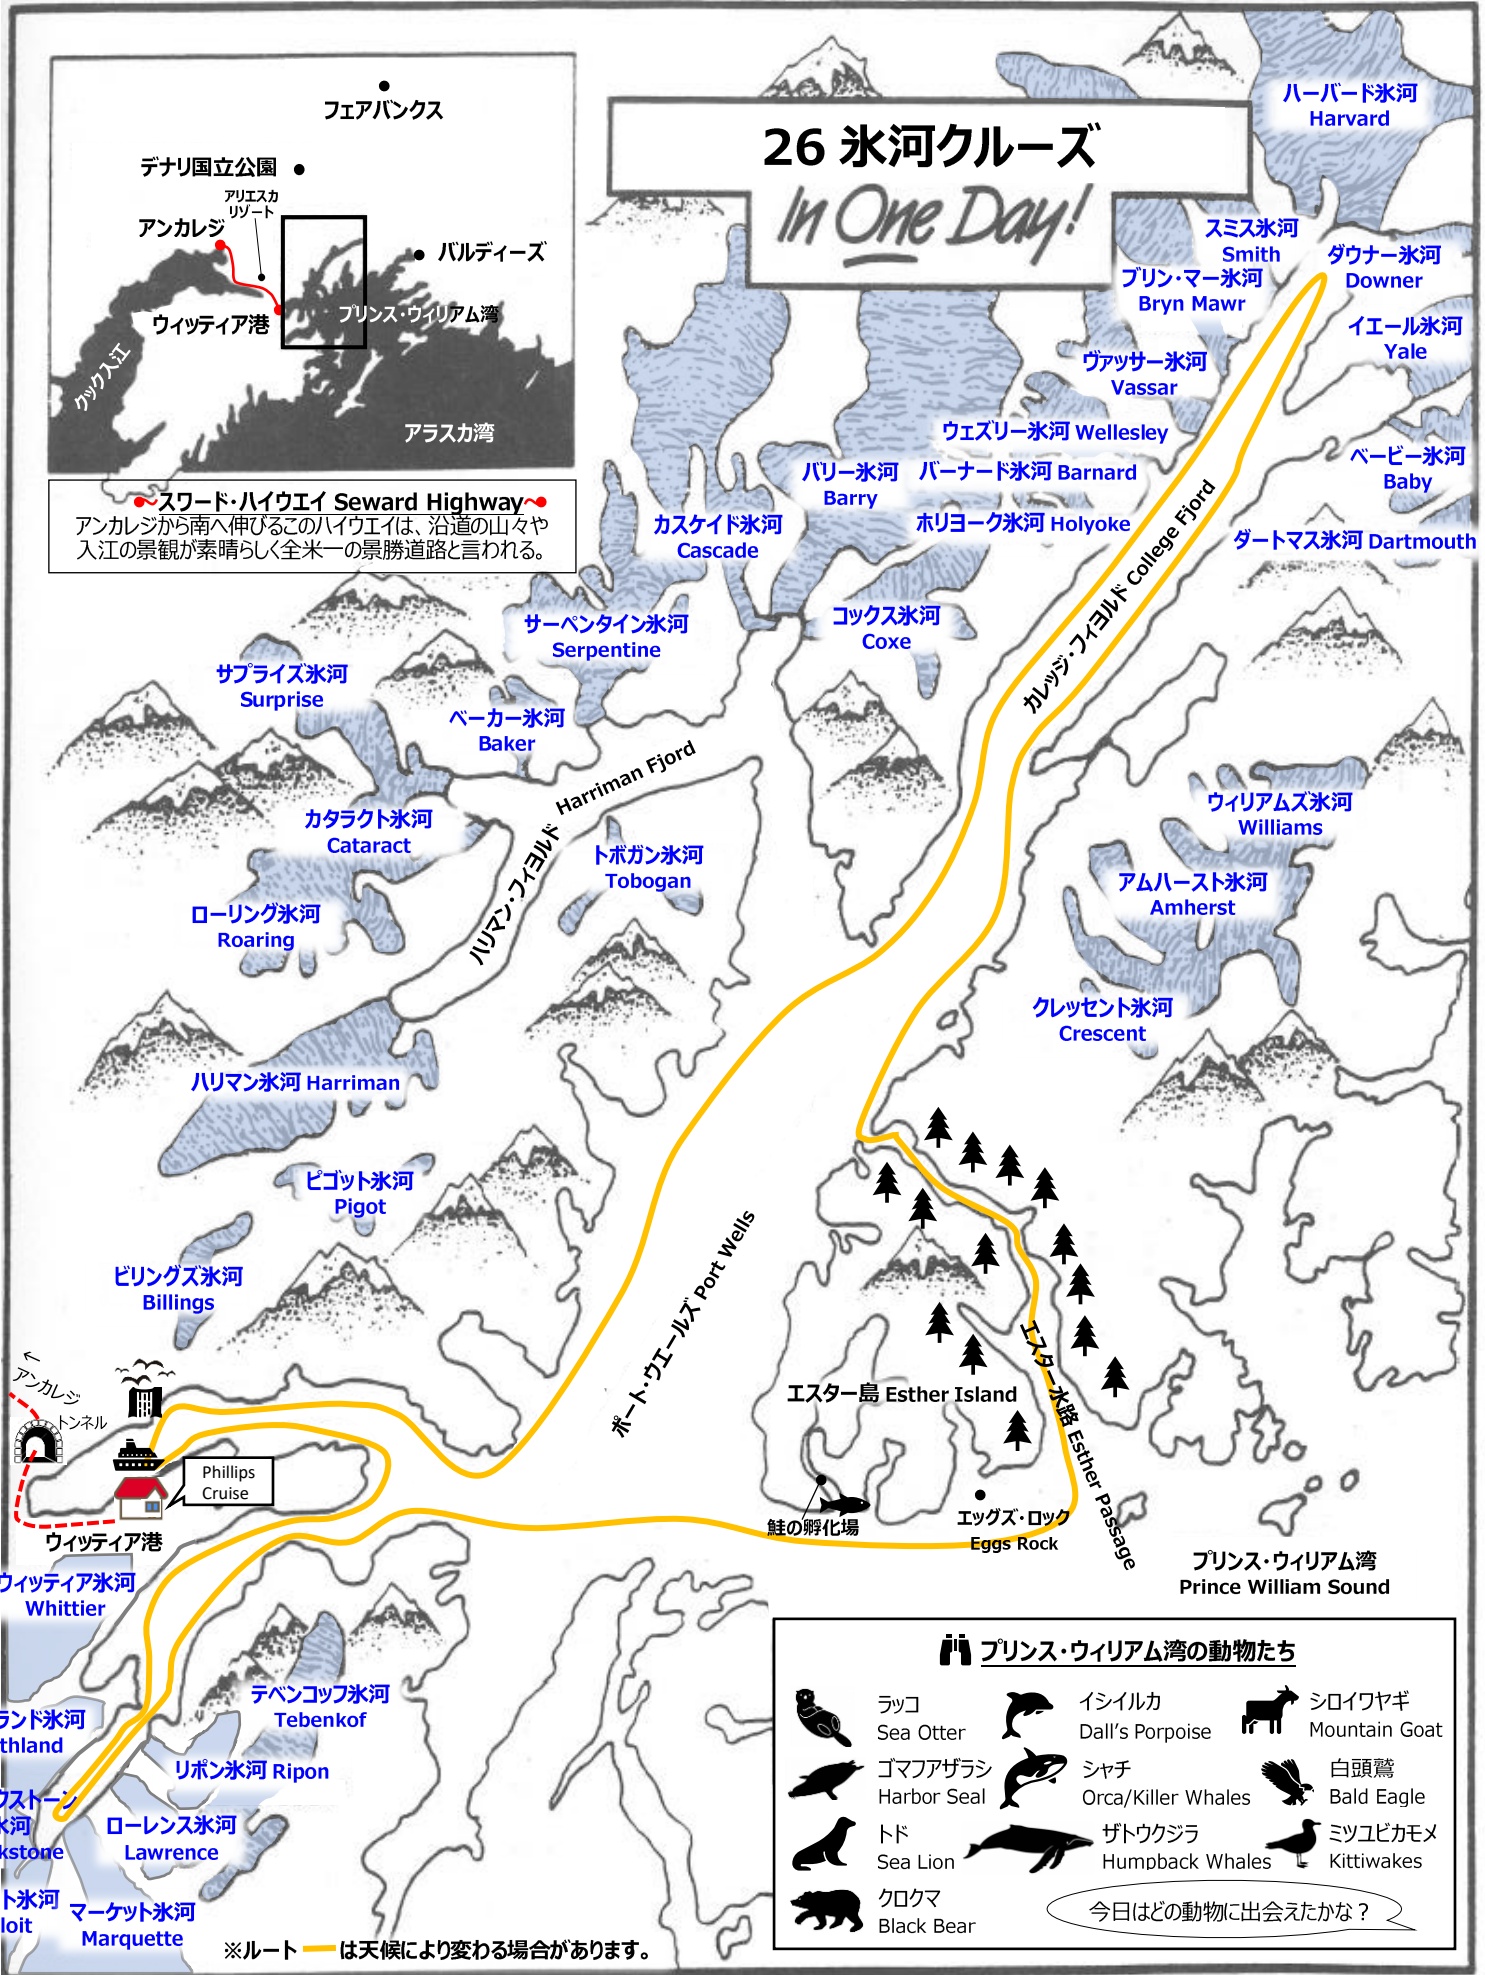 フェアバンクス
デナリ国立公園
アリエスカ
リゾート
アンカレジ
バルディーズ
プリンス・ウィリアム湾
ウィッティア港
クック入江
アラスカ湾
スワード・ハイウエイ Seward Highway
アンカレジから南へ伸びるこのハイウエイは、沿道の山々や
入江の景観が素晴らしく全米一の景勝道路と言われる。
26 氷河クルーズ
In One Day!
ハーバード氷河
Harvard
スミス氷河
Smith
ダウナー氷河
Downer
ブリン・マー氷河
Bryn Mawr
イエール氷河
Yale
ヴァッサー氷河
Vassar
ウェズリー氷河 Wellesley
バリー氷河
Barry
バーナード氷河 Barnard
ベービー氷河
Baby
カスケイド氷河
Cascade
ホリヨーク氷河 Holyoke
ダートマス氷河 Dartmouth
カレッジ・フィヨルド College Fjord
サーペンタイン氷河
Serpentine
コックス氷河
Coxe
サプライズ氷河
Surprise
ベーカー氷河
Baker
ハリマン・フィヨルド Harriman Fjord
カタラクト氷河
Cataract
トボガン氷河
Tobogan
ウィリアムズ氷河
Williams
アムハースト氷河
Amherst
ローリング氷河
Roaring
クレッセント氷河
Crescent
ハリマン氷河 Harriman
ピゴット氷河
Pigot
ビリングズ氷河
Billings
ポート・ウエールズ Port Wells
←
アンカレジ
トンネル
Phillips
Cruise
ウィッティア港
エスター島 Esther Island
エスター水路 Esther Passage
鮭の孵化場
エッグズ・ロック
Eggs Rock
プリンス・ウィリアム湾
Prince William Sound
ウィッティア氷河
Whittier
テベンコッフ氷河
Tebenkof
ランド氷河
thland
リポン氷河 Ripon
クストーン
氷河
kstone
ローレンス氷河
Lawrence
ト氷河
loit
マーケット氷河
Marquette
※ルート は天候により変わる場合があります。
プリンス・ウィリアム湾の動物たち
ラッコ
Sea Otter
イシイルカ
Dall's Porpoise
シロイワヤギ
Mountain Goat
ゴマフアザラシ
Harbor Seal
シャチ
Orca/Killer Whales
白頭鷲
Bald Eagle
トド
Sea Lion
ザトウクジラ
Humpback Whales
ミツユビカモメ
Kittiwakes
クロクマ
Black Bear
今日はどの動物に出会えたかな？